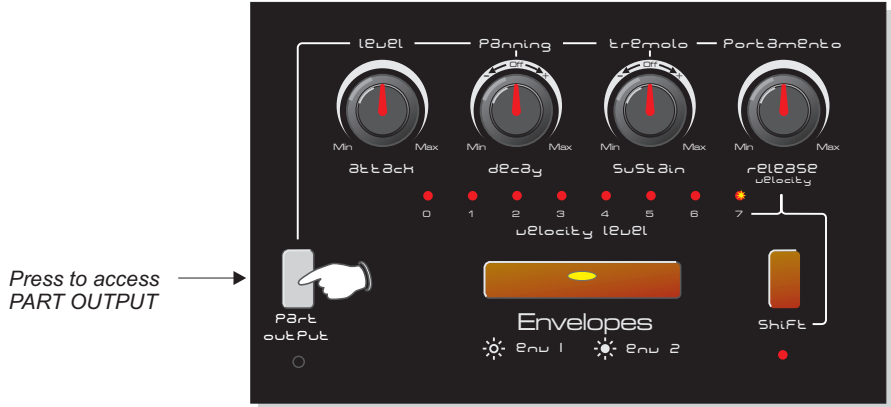 level Panning tremolo Portamento
- Off + - Off +
Min Max Min Max Min Max Min Max
attack decay Sustain release
velocity
0 1 2 3 4 5 6 7
velocity level
Press to access
PART OUTPUT
Part
output
Envelopes
env 1 env 2
Shift